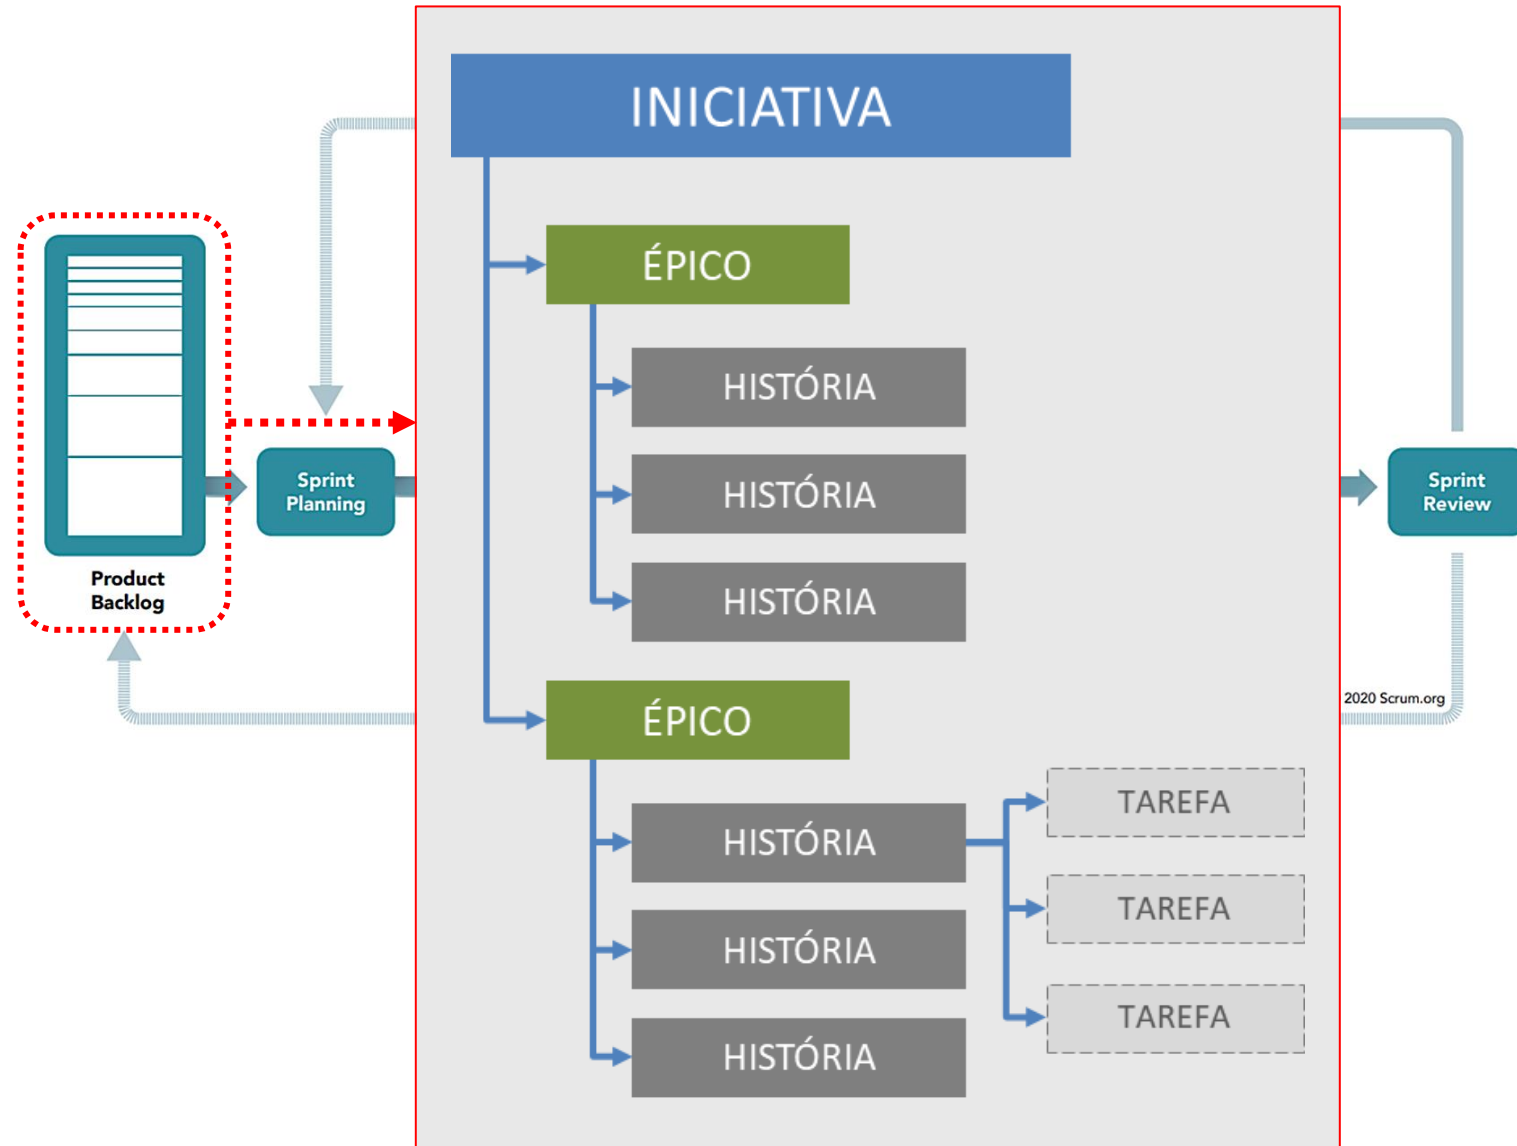 INICIATIVA
ÉPICO
HISTÓRIA
HISTÓRIA
HISTÓRIA
ÉPICO
HISTÓRIA
HISTÓRIA
HISTÓRIA
TAREFA
TAREFA
TAREFA
Product
Backlog
Sprint
Planning
Sprint
Review
2020 Scrum.org